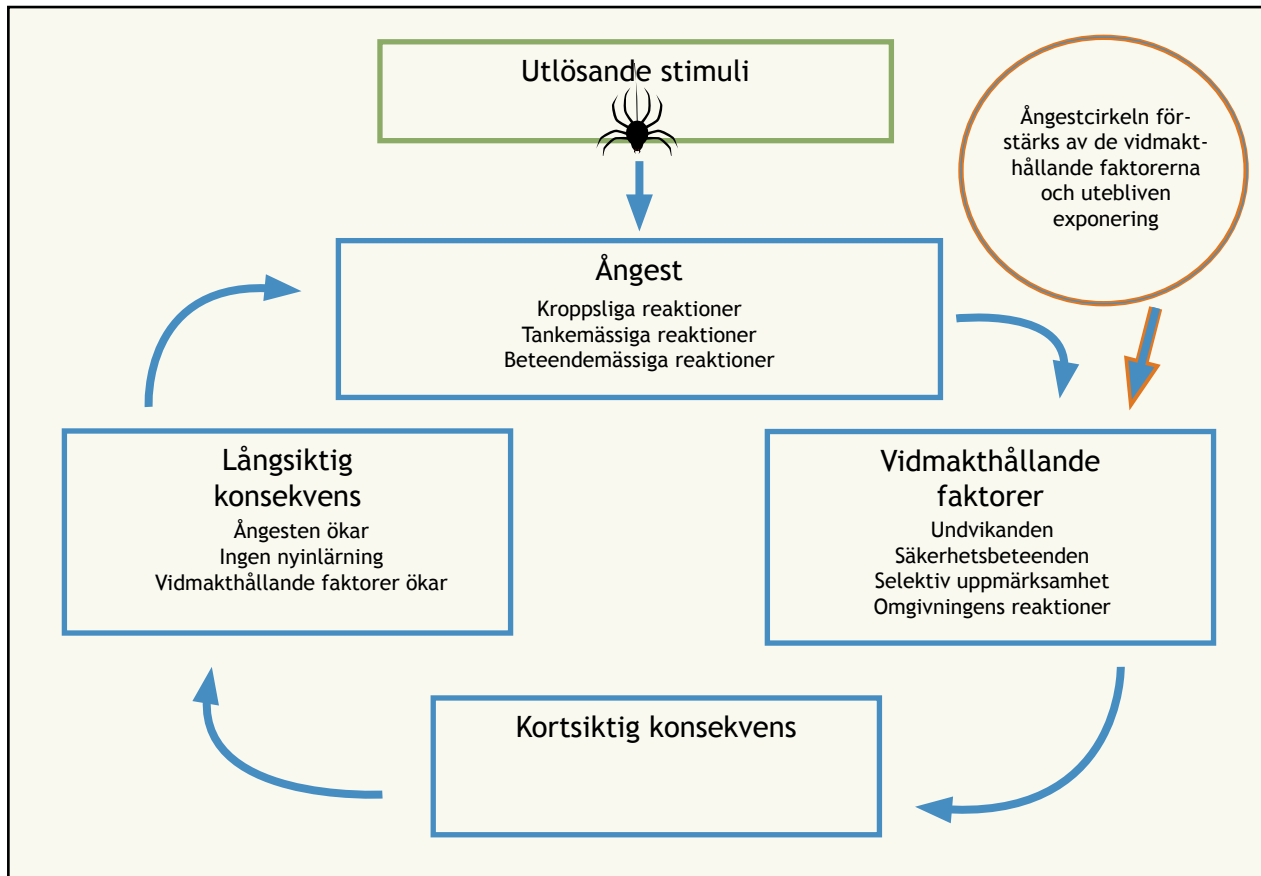 Utlösande stimuli
Ångestcirkeln för-
stärks av de vidmakt-
hållande faktorerna
och utebliven
exponering
Ångest
Kroppsliga reaktioner
Tankemässiga reaktioner
Beteendemässiga reaktioner
Vidmakthållande
faktorer
Undvikanden
Säkerhetsbeteenden
Selektiv uppmärksamhet
Omgivningens reaktioner
Kortsiktig konsekvens
Långsiktig
konsekvens
Ångesten ökar
Ingen nyinlärning
Vidmakthållande faktorer ökar